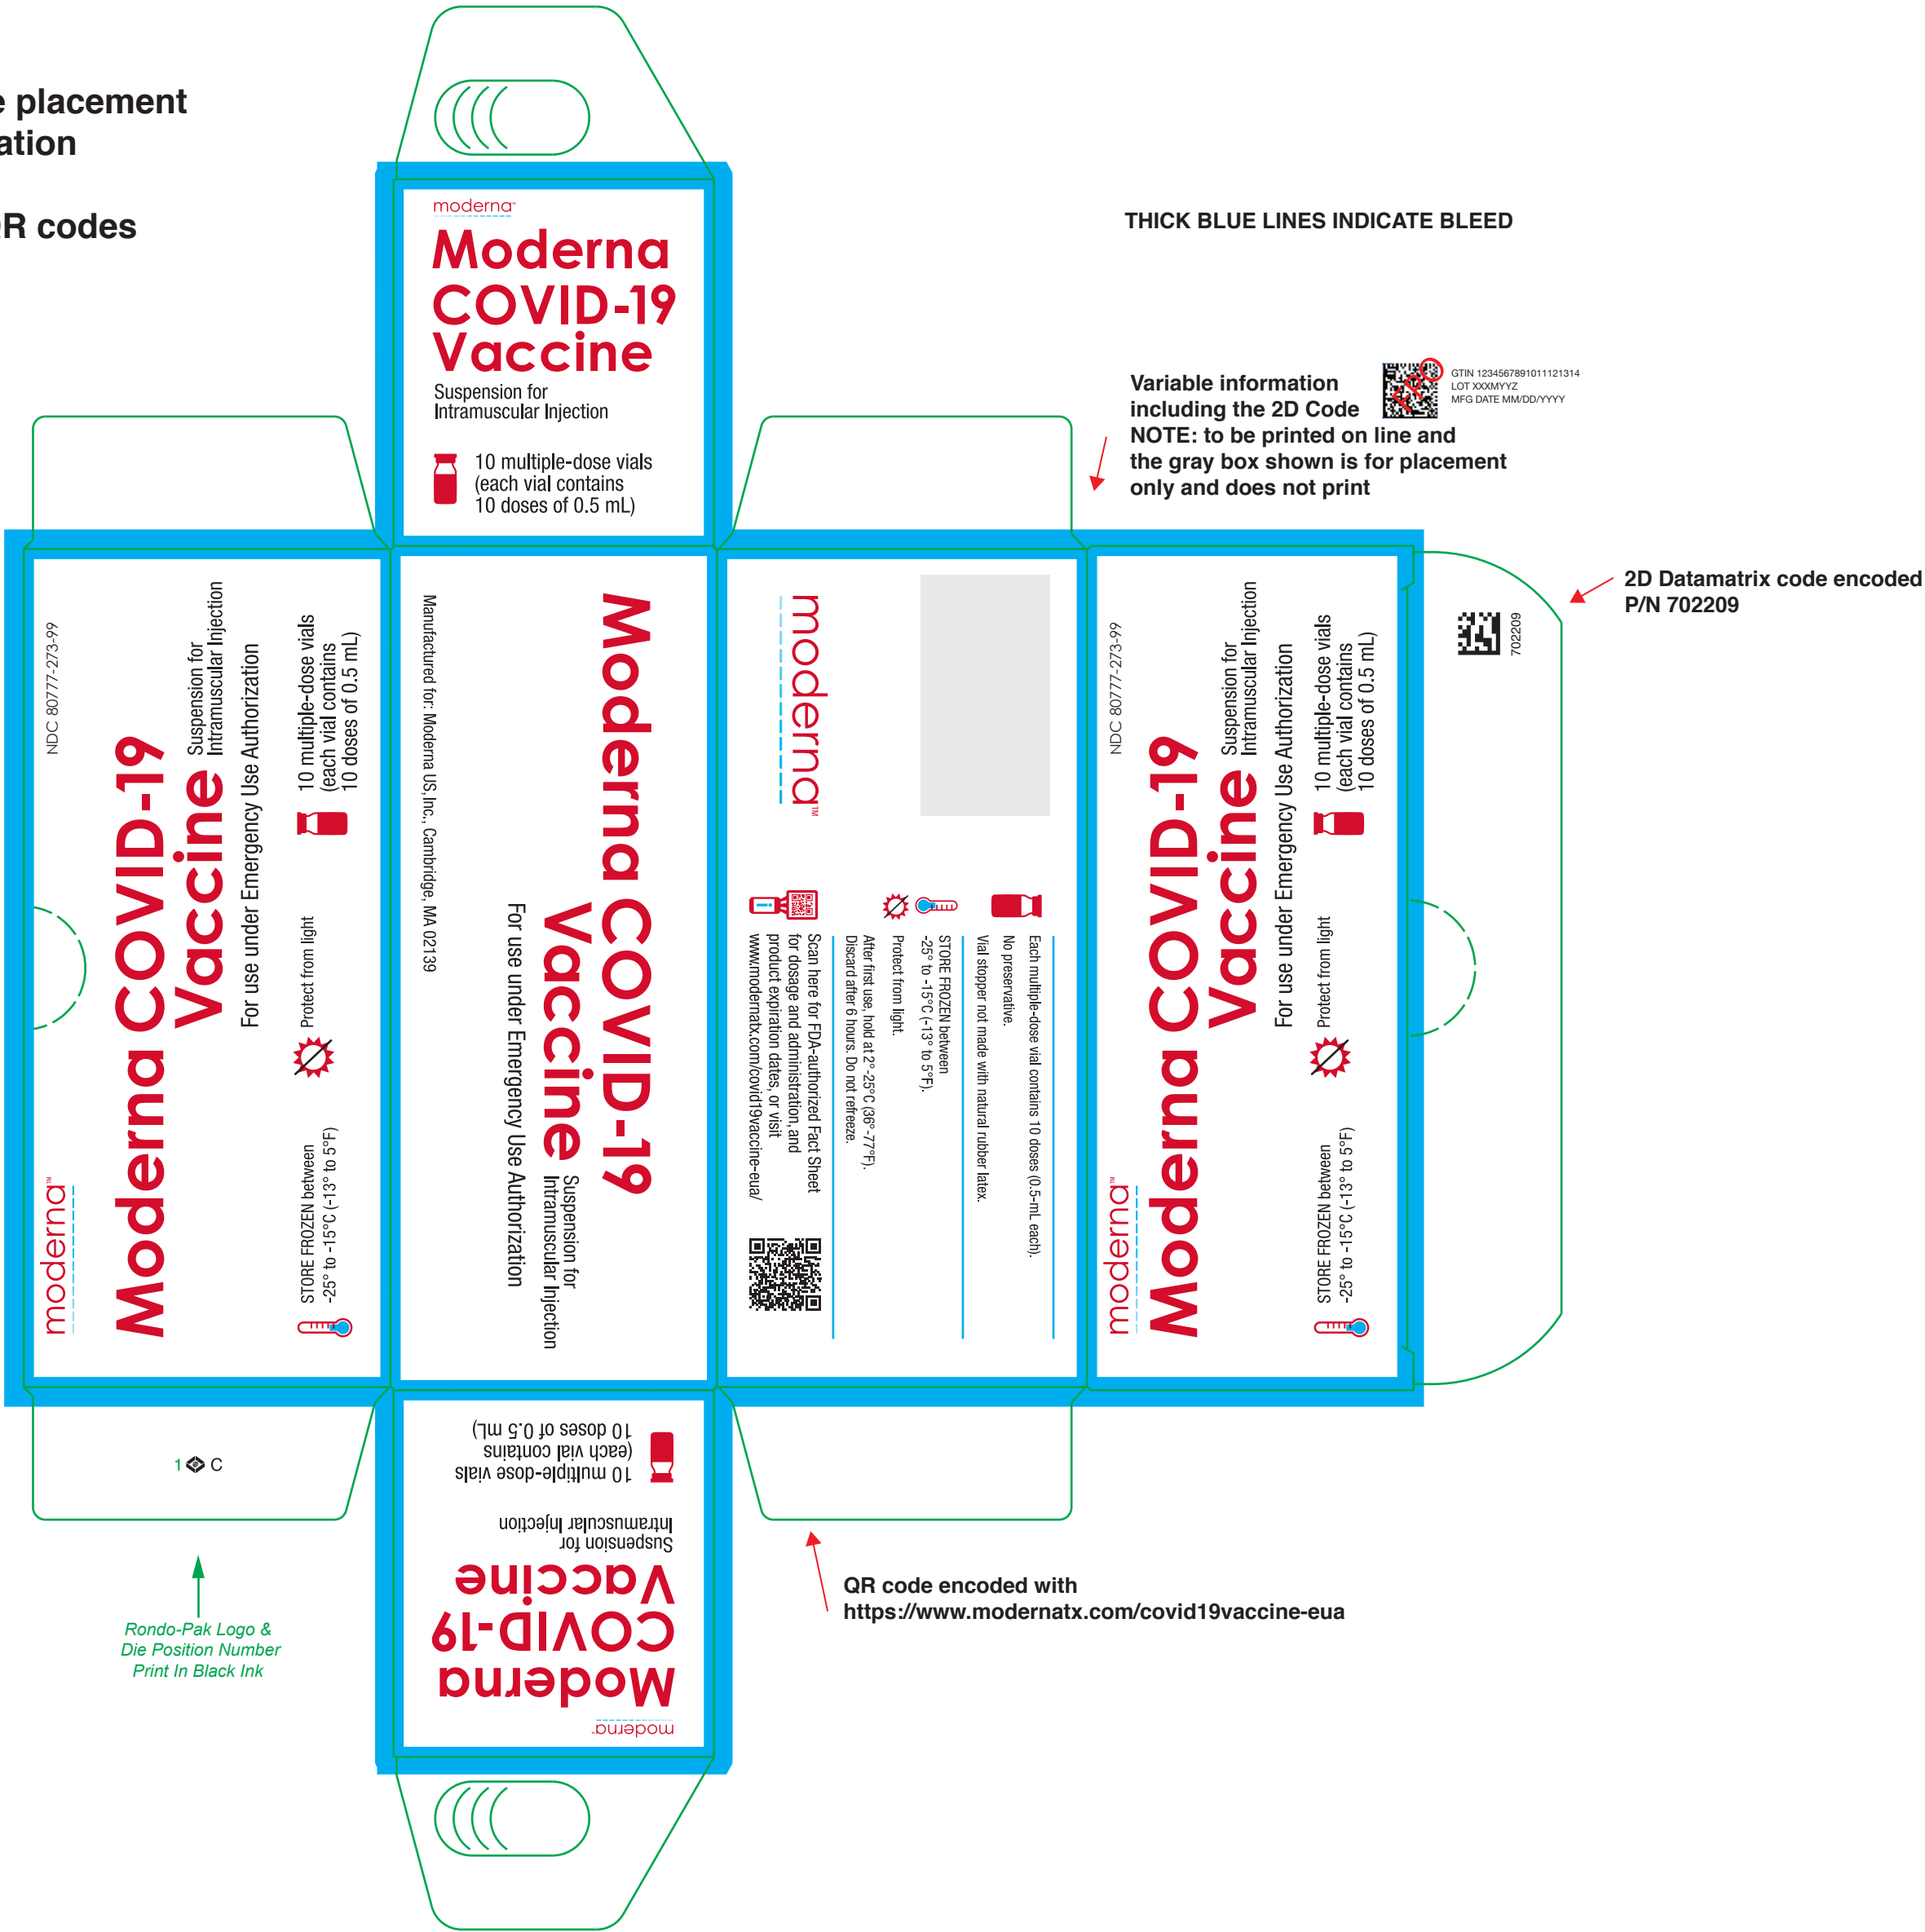 e placement
ation
R codes
THICK BLUE LINES INDICATE BLEED
moderna™
Moderna
COVID-19
Vaccine
Suspension for
Intramuscular Injection
10 multiple-dose vials
(each vial contains
10 doses of 0.5 mL)
Variable information
including the 2D Code
NOTE: to be printed on line and
the gray box shown is for placement
only and does not print
FPO
GTIN 1234567891011121314
LOT XXXMYYZ
MFG DATE MM/DD/YYYY
2D Datamatrix code encoded
P/N 702209
702209
moderna™
NDC 80777-273-99
Moderna COVID-19
Vaccine
Suspension for
Intramuscular Injection
For use under Emergency Use Authorization
STORE FROZEN between
-25° to -15°C (-13° to 5°F)
Protect from light
10 multiple-dose vials
(each vial contains
10 doses of 0.5 mL)
Moderna COVID-19
Vaccine
Suspension for
Intramuscular Injection
For use under Emergency Use Authorization
Manufactured for: Moderna US, Inc., Cambridge, MA 02139
Each multiple-dose vial contains 10 doses (0.5-mL each).
No preservative.
Vial stopper not made with natural rubber latex.
STORE FROZEN between
-25° to -15°C (-13° to 5°F).
Protect from light.
After first use, hold at 2°-25°C (36°-77°F).
Discard after 6 hours. Do not refreeze.
moderna™
Scan here for FDA-authorized Fact Sheet
for dosage and administration, and
product expiration dates, or visit
www.modernatx.com/covid19vaccine-eua/
moderna™
NDC 80777-273-99
Moderna COVID-19
Vaccine
Suspension for
Intramuscular Injection
For use under Emergency Use Authorization
STORE FROZEN between
-25° to -15°C (-13° to 5°F)
Protect from light
10 multiple-dose vials
(each vial contains
10 doses of 0.5 mL)
1 C
Rondo-Pak Logo &
Die Position Number
Print In Black Ink
moderna™
Moderna
COVID-19
Vaccine
Suspension for
Intramuscular Injection
10 multiple-dose vials
(each vial contains
10 doses of 0.5 mL)
QR code encoded with
https://www.modernatx.com/covid19vaccine-eua